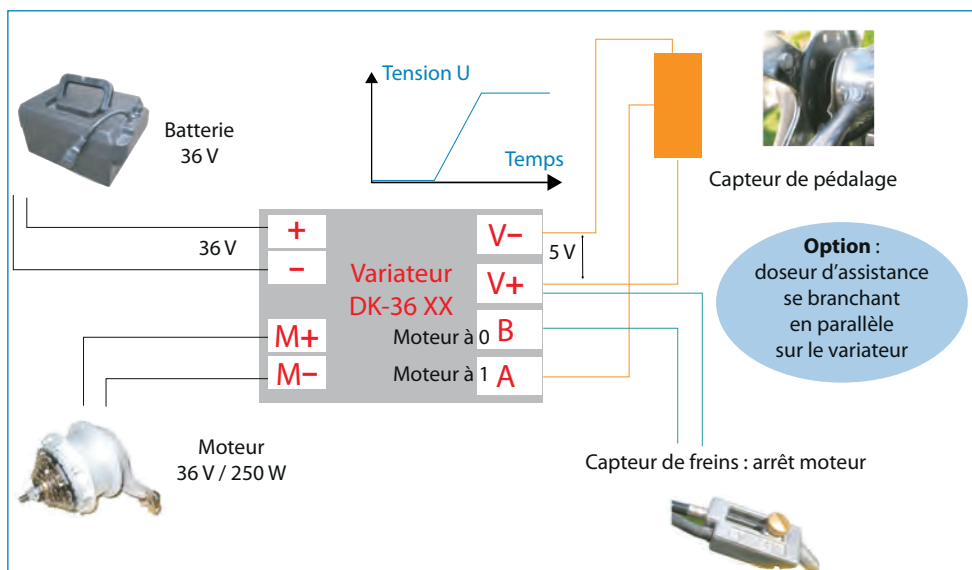 Tension U
Temps
Batterie
36 V
Capteur de pédalage
36 V
+
−
Variateur
DK-36 XX
V−
5 V
V+
Moteur à 0 B
Moteur à 1 A
M+
M−
Option :
doseur d'assistance
se branchant
en parallèle
sur le variateur
Moteur
36 V / 250 W
Capteur de freins : arrêt moteur